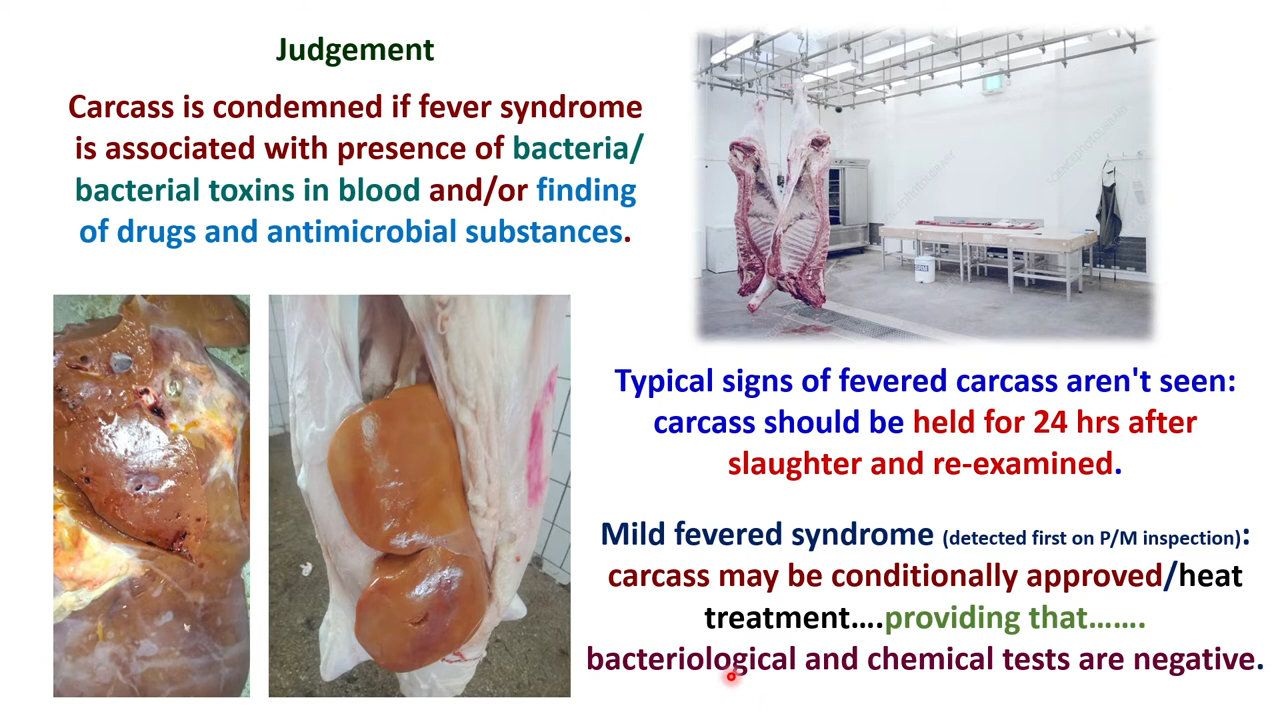 Judgement
Carcass is condemned if fever syndrome
is associated with presence of bacteria/
bacterial toxins in blood and/or finding
of drugs and antimicrobial substances.
Typical signs of fevered carcass aren't seen:
carcass should be held for 24 hrs after
slaughter and re-examined.
Mild fevered syndrome (detected first on P/M inspection):
carcass may be conditionally approved/heat
treatment....providing that.......
bacteriological and chemical tests are negative.